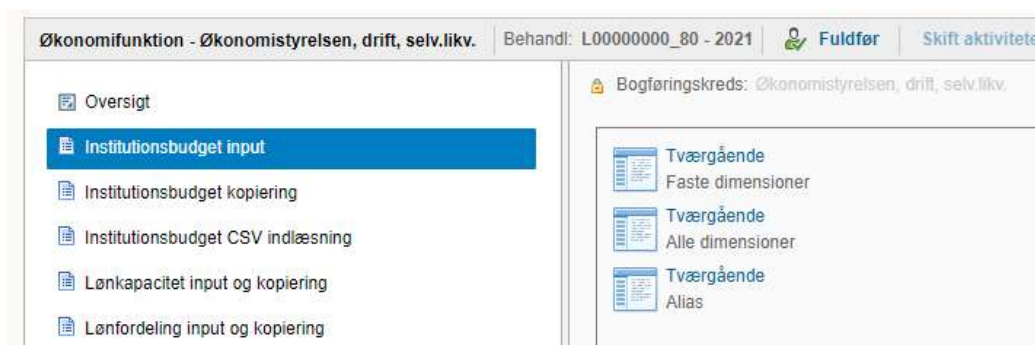 Økonomifunktion - Økonomistyrelsen, drift, selv.likv. Behandl: L00000000_80 - 2021 Fuldfør Skift aktivitete
Oversigt
Institutionsbudget input
Institutionsbudget kopiering
Institutionsbudget CSV indlæsning
Lønkapacitet input og kopiering
Lønfordeling input og kopiering
Bogføringskreds: Økonomistyrelsen, drift, selv.likv.
Tværgående
Faste dimensioner
Tværgående
Alle dimensioner
Tværgående
Alias